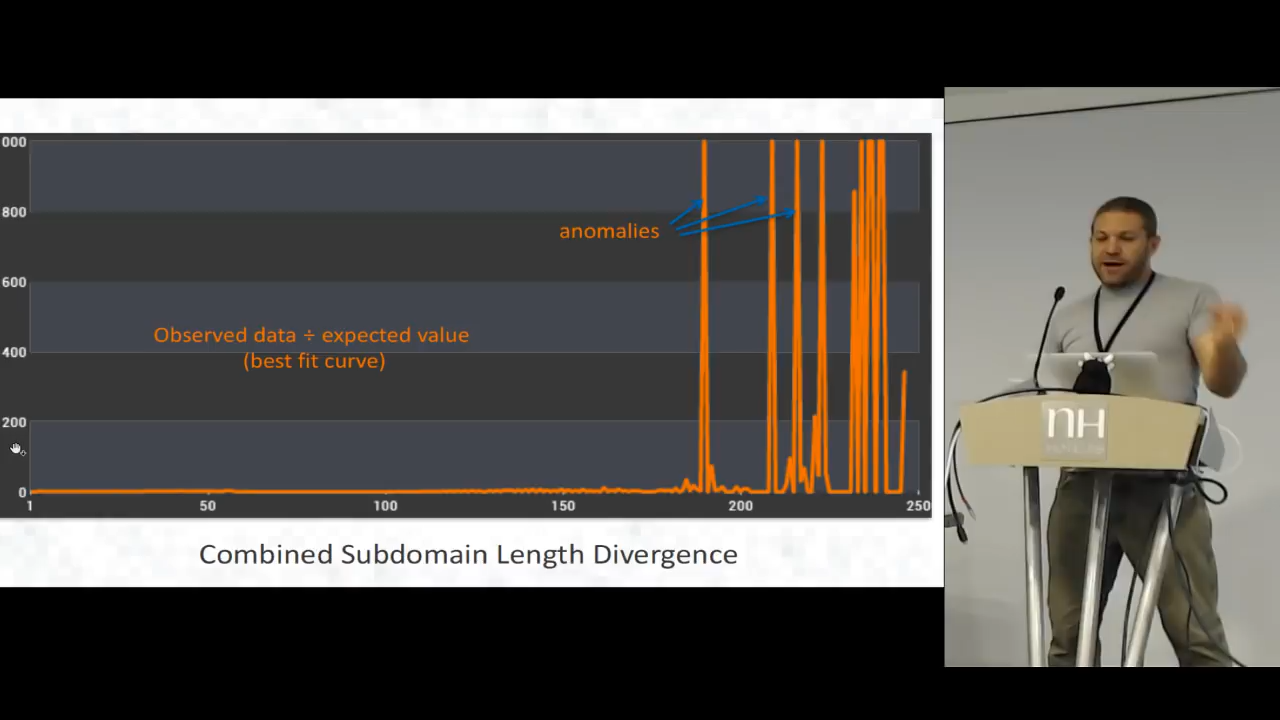 000
800
anomalies
600
Observed data ÷ expected value
(best fit curve)
400
200
0
1 50 100 150 200 250
Combined Subdomain Length Divergence
nH